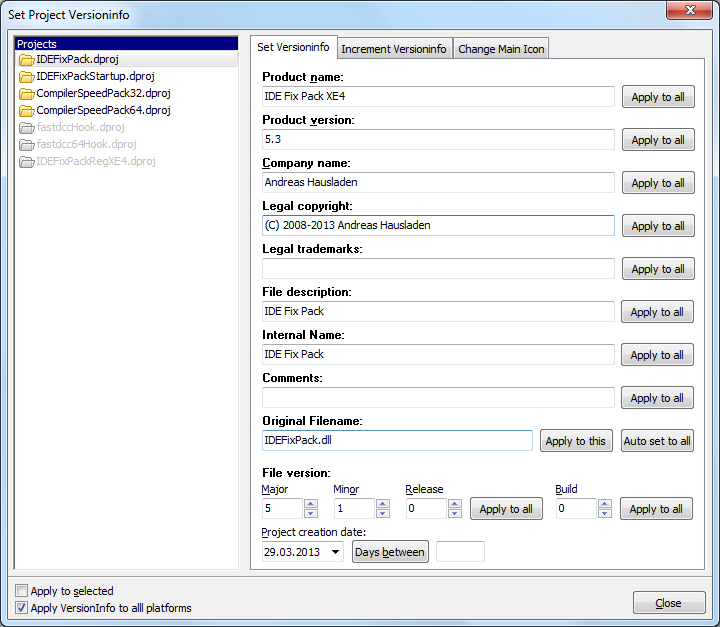 Set Project Versioninfo
Projects
IDEFixPack.dproj
IDEFixPackStartup.dproj
CompilerSpeedPack32.dproj
CompilerSpeedPack64.dproj
fastdccHook.dproj
fastdcc64Hook.dproj
IDEFixPackRegXE4.dproj
Set Versioninfo Increment Versioninfo Change Main Icon
Product name:
IDE Fix Pack XE4 Apply to all
Product version:
5.3 Apply to all
Company name:
Andreas Hausladen Apply to all
Legal copyright:
(C) 2008-2013 Andreas Hausladen Apply to all
Legal trademarks:
Apply to all
File description:
IDE Fix Pack Apply to all
Internal Name:
IDE Fix Pack Apply to all
Comments:
Apply to all
Original Filename:
IDEFixPack.dll Apply to this Auto set to all
File version:
Major Minor Release Build
5 1 0 Apply to all 0 Apply to all
Project creation date:
29.03.2013 Days between
Apply to selected
Apply VersionInfo to alll platforms
Close